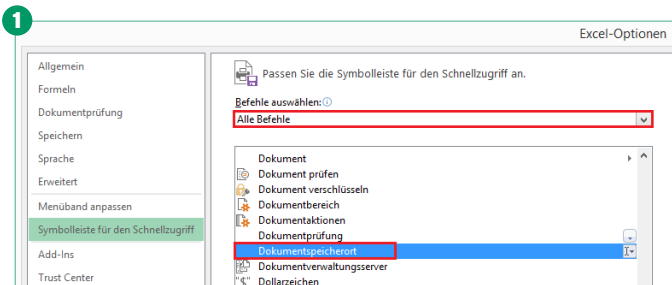 1
Excel-Optionen
Allgemein
Formeln
Dokumentprüfung
Speichern
Sprache
Erweitert
Menüband anpassen
Symbolleiste für den Schnellzugriff
Add-Ins
Trust Center
Passen Sie die Symbolleiste für den Schnellzugriff an.
Befehle auswählen:
Alle Befehle
Dokument
Dokument prüfen
Dokument verschlüsseln
Dokumentbereich
Dokumentaktionen
Dokumentprüfung
Dokumentspeicherort
Dokumentverwaltungsserver
"$" Dollarzeichen